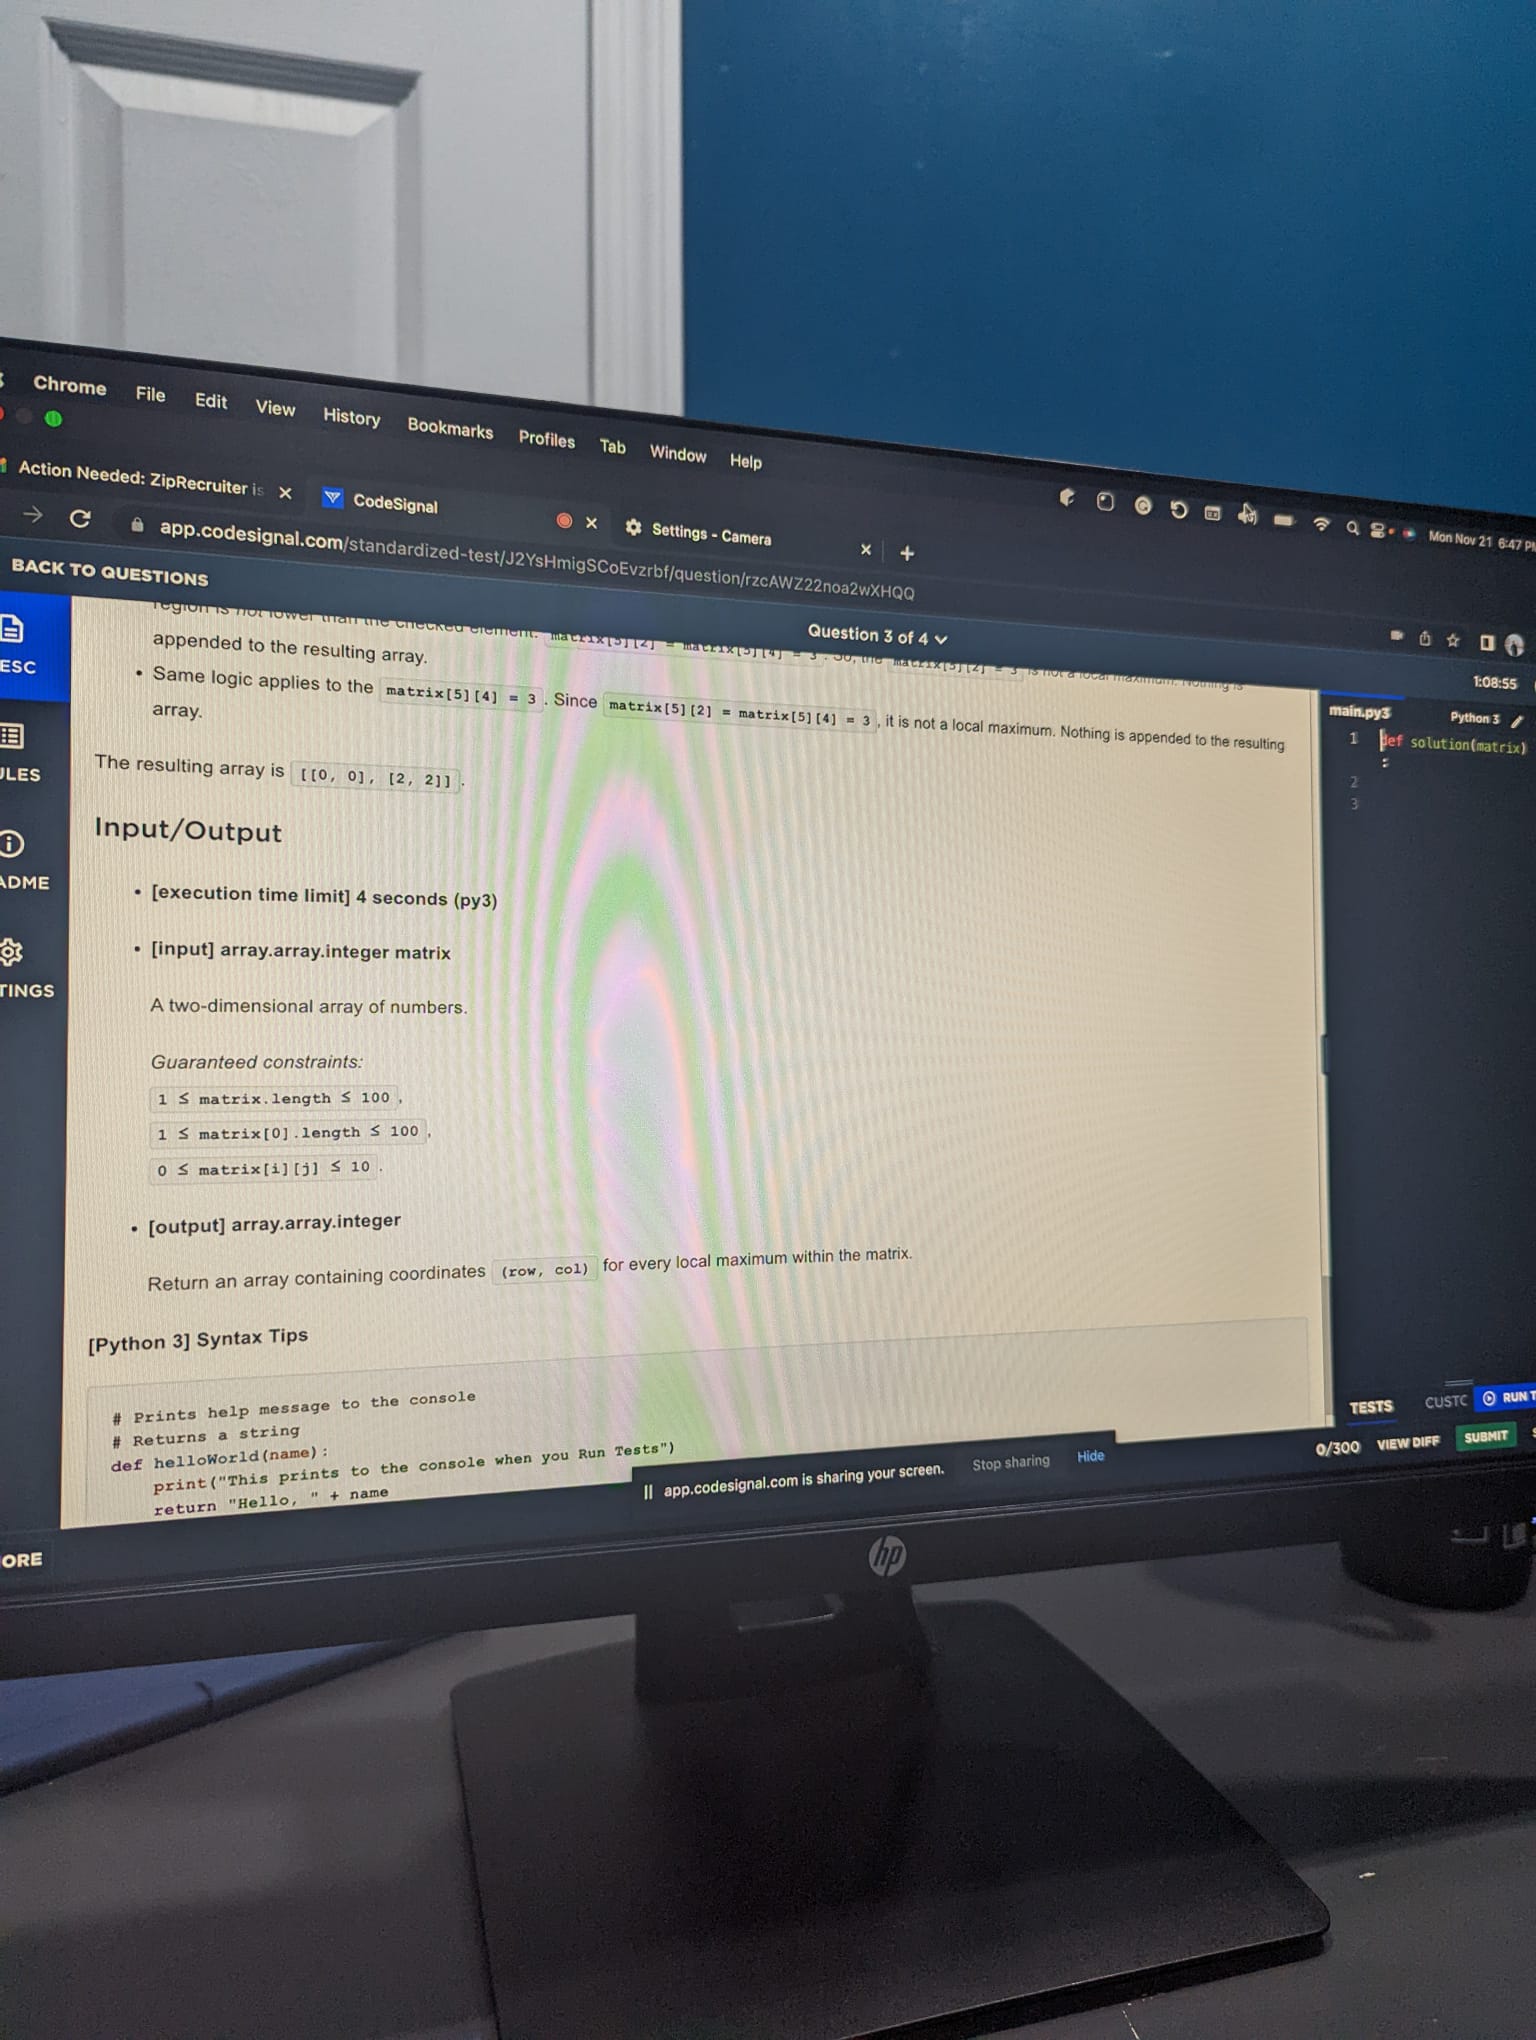 Chrome File Edit View History Bookmarks Profiles Tab Window Help
Mon Nov 21 6:47 P
Action Needed: ZipRecruiter is
CodeSignal
Settings - Camera
app.codesignal.com/standardized-test/J2YsHmigSCoEvzrbf/question/rzcAWZ22noa2wXHQQ
BACK TO QUESTIONS
Question 3 of 4
1:08:55
ESC
ULES
ADME
TINGS
ORE
region is not lower than the checked element. matrix[5][2] = matrix[5][4] = 3. So, the matrix[5][2] = 3 is not a local maximum. Nothing is
appended to the resulting array.
• Same logic applies to the matrix[5][4] = 3. Since matrix[5][2] = matrix[5][4] = 3, it is not a local maximum. Nothing is appended to the resulting
array.
The resulting array is [[0, 0], [2, 2]].
Input/Output
• [execution time limit] 4 seconds (py3)
• [input] array.array.integer matrix
A two-dimensional array of numbers.
Guaranteed constraints:
1 ≤ matrix.length ≤ 100,
1 ≤ matrix[0].length ≤ 100,
0 ≤ matrix[i][j] ≤ 10.
• [output] array.array.integer
Return an array containing coordinates (row, col) for every local maximum within the matrix.
[Python 3] Syntax Tips
# Prints help message to the console
# Returns a string
def helloWorld(name):
print("This prints to the console when you Run Tests")
return "Hello, " + name
main.py3
Python 3
1 def solution(matrix)
:
2
3
TESTS CUSTC RUN T
0/300 VIEW DIFF SUBMIT
|| app.codesignal.com is sharing your screen. Stop sharing Hide
hp